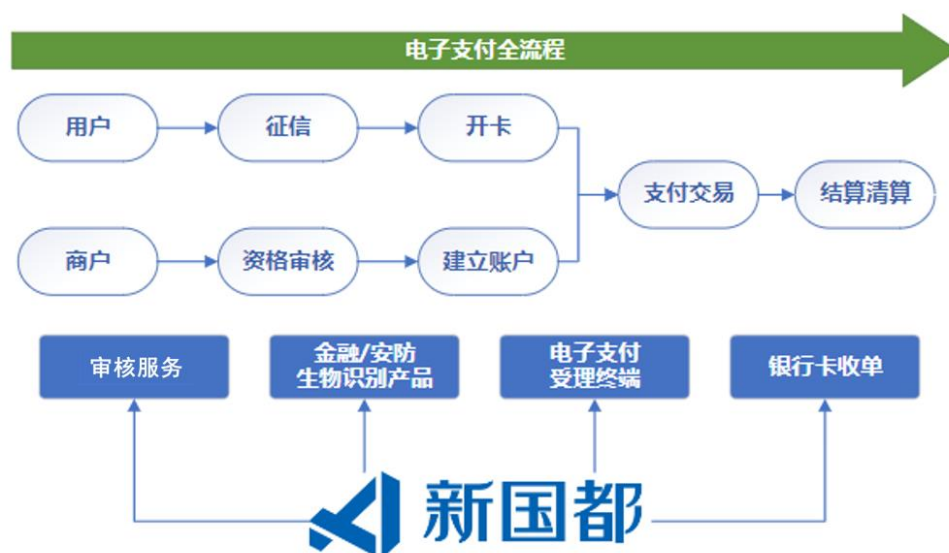 电子支付全流程
用户
征信
开卡
支付交易
结算清算
商户
资格审核
建立账户
审核服务
金融/安防
生物识别产品
电子支付
受理终端
银行卡收单
新国都